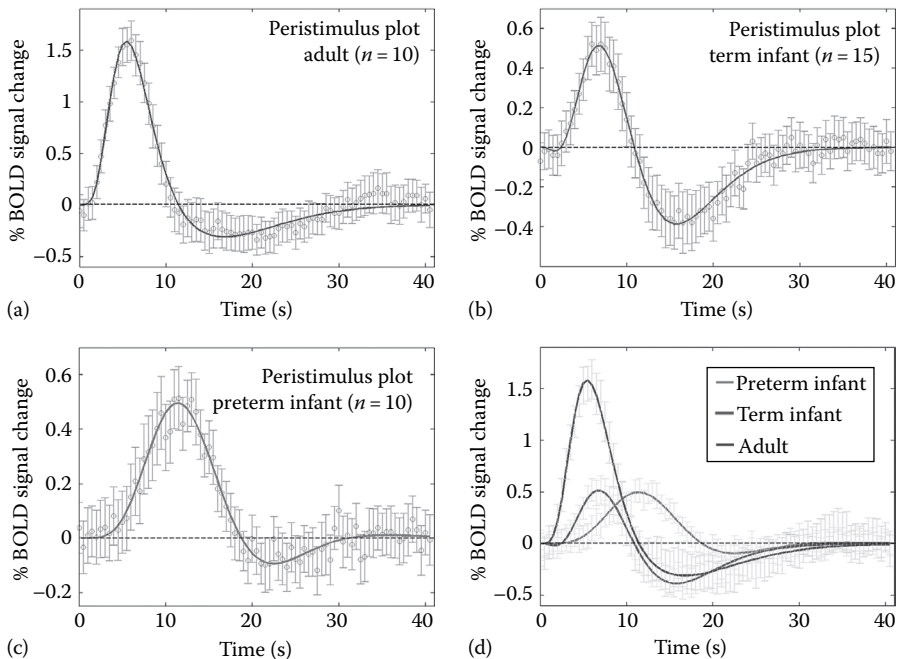 Peristimulus plot
adult (n = 10)
% BOLD signal change
1.5
1
0.5
0
−0.5
0
10
20
30
40
Time (s)
(a)
Peristimulus plot
term infant (n = 15)
% BOLD signal change
0.6
0.4
0.2
0
−0.2
−0.4
0
10
20
30
40
Time (s)
(b)
Peristimulus plot
preterm infant (n = 10)
% BOLD signal change
0.6
0.4
0.2
0
−0.2
0
10
20
30
40
Time (s)
(c)
Preterm infant
Term infant
Adult
% BOLD signal change
1.5
1
0.5
0
−0.5
0
10
20
30
40
Time (s)
(d)